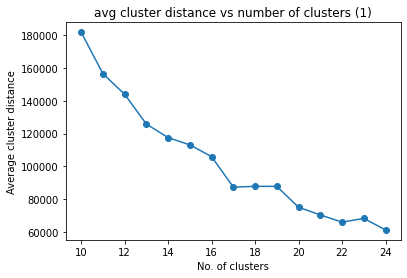 avg cluster distance vs number of clusters (1)
180000
160000
140000
120000
100000
80000
60000
Average cluster distance
10 12 14 16 18 20 22 24
No. of clusters